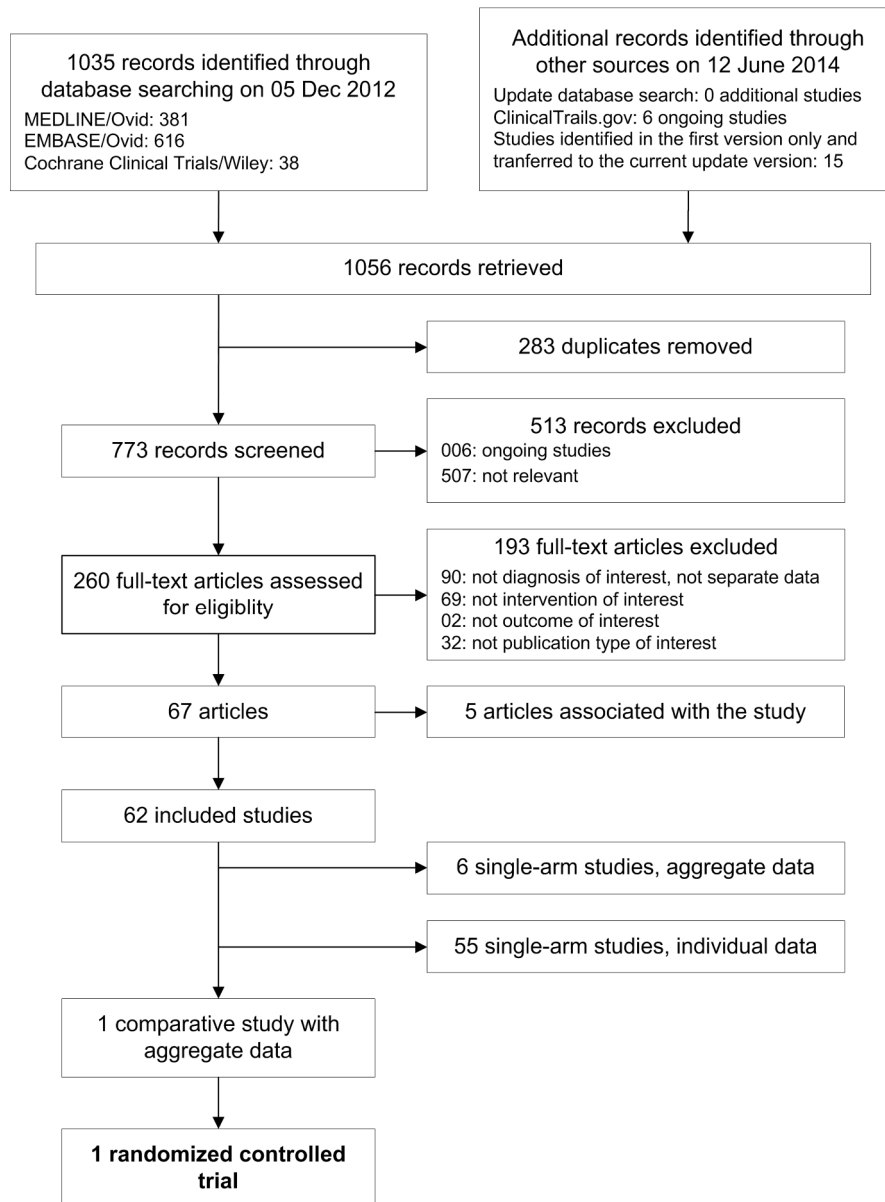 1035 records identified through
database searching on 05 Dec 2012
MEDLINE/Ovid: 381
EMBASE/Ovid: 616
Cochrane Clinical Trials/Wiley: 38
Additional records identified through
other sources on 12 June 2014
Update database search: 0 additional studies
ClinicalTrails.gov: 6 ongoing studies
Studies identified in the first version only and
tranferred to the current update version: 15
1056 records retrieved
283 duplicates removed
773 records screened
513 records excluded
006: ongoing studies
507: not relevant
260 full-text articles assessed
for eligiblity
193 full-text articles excluded
90: not diagnosis of interest, not separate data
69: not intervention of interest
02: not outcome of interest
32: not publication type of interest
67 articles
5 articles associated with the study
62 included studies
6 single-arm studies, aggregate data
55 single-arm studies, individual data
1 comparative study with
aggregate data
1 randomized controlled
trial